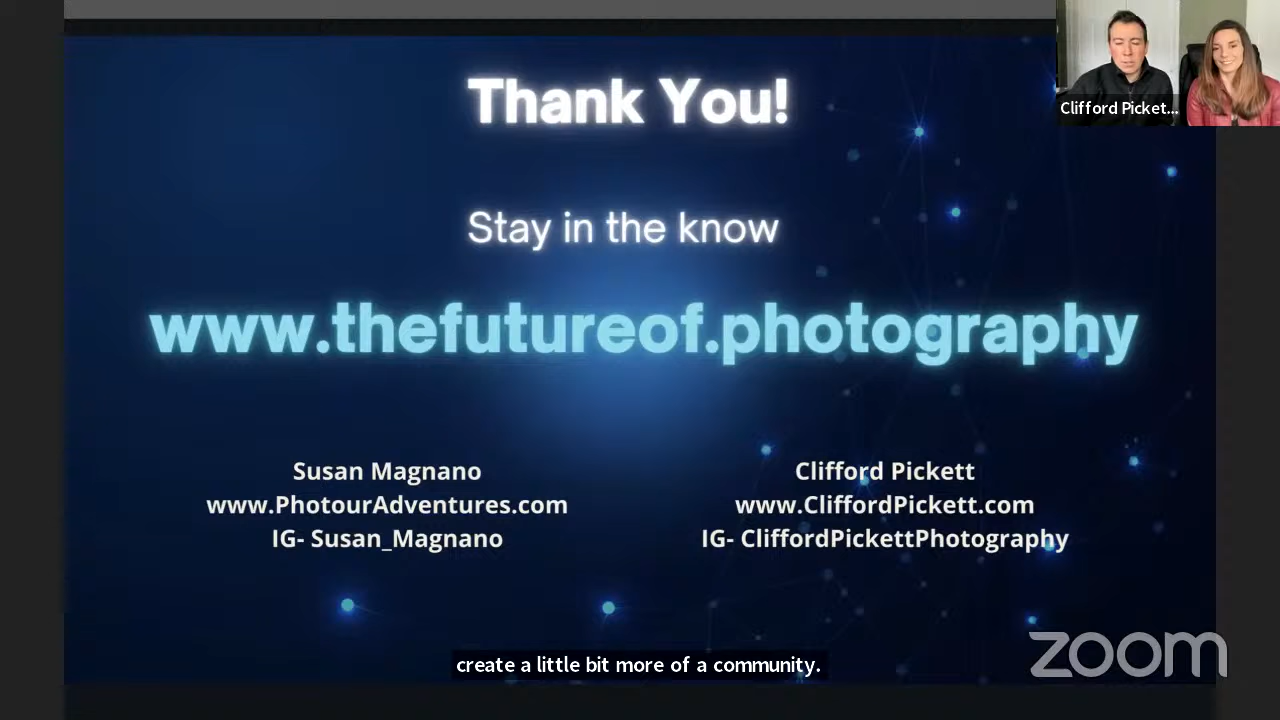 Thank You!
Clifford Picket...
Stay in the know
www.thefutureof.photography
Susan Magnano
www.PhotourAdventures.com
IG- Susan_Magnano
Clifford Pickett
www.CliffordPickett.com
IG- CliffordPickettPhotography
create a little bit more of a community.
zoom